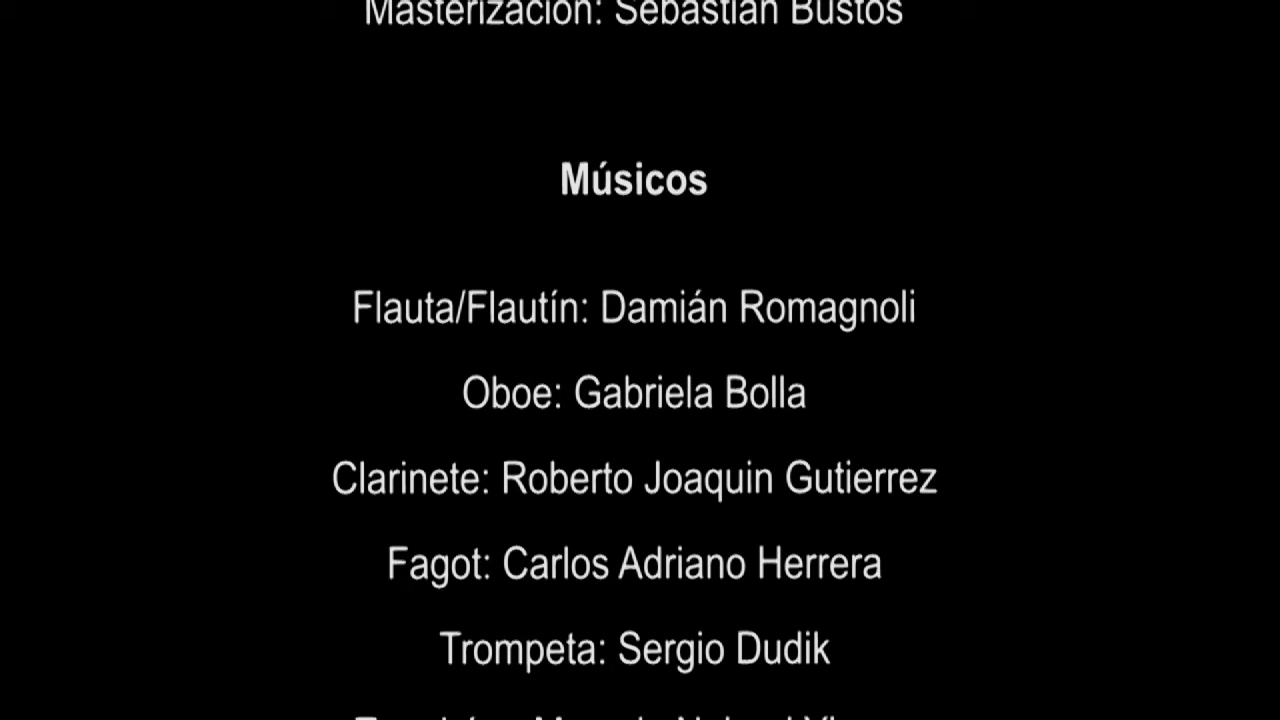 Masterización: Sebastián Bustos
Músicos
Flauta/Flautín: Damián Romagnoli
Oboe: Gabriela Bolla
Clarinete: Roberto Joaquin Gutierrez
Fagot: Carlos Adriano Herrera
Trompeta: Sergio Dudik